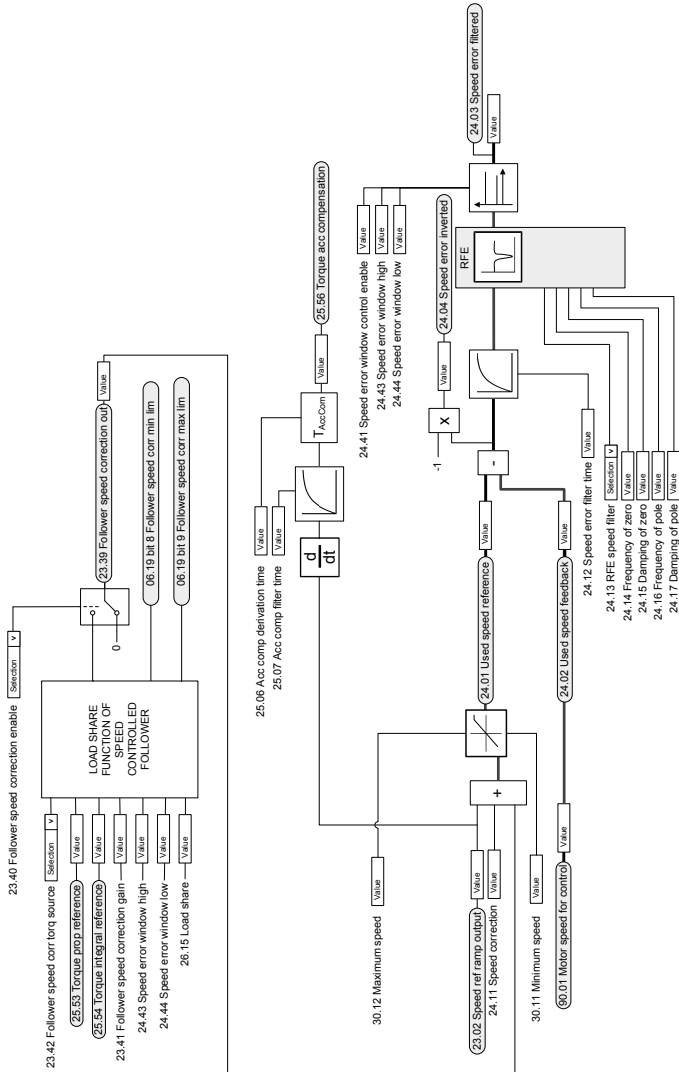 23.40 Follower speed correction enable
Selection v
23.42 Follower speed corr torq source
Selection v
25.53 Torque prop reference
Value
25.54 Torque integral reference
Value
23.41 Follower speed correction gain
Value
24.43 Speed error window high
Value
24.44 Speed error window low
Value
26.15 Load share
Value
LOAD SHARE
FUNCTION OF
SPEED
CONTROLLED
FOLLOWER
0
23.39 Follower speed correction out
Value
06.19 bit 8 Follower speed corr min lim
06.19 bit 9 Follower speed corr max lim
25.06 Acc comp derivation time
Value
25.07 Acc comp filter time
Value
d
dt
TAccCom
Value
25.56 Torque acc compensation
30.12 Maximum speed
Value
23.02 Speed ref ramp output
Value
24.11 Speed correction
Value
+
30.11 Minimum speed
Value
90.01 Motor speed for control
Value
24.01 Used speed reference
Value
24.02 Used speed feedback
Value
-
-1
X
Value
24.04 Speed error inverted
24.41 Speed error window control enable
Value
24.43 Speed error window high
Value
24.44 Speed error window low
Value
RFE
24.03 Speed error filtered
Value
24.12 Speed error filter time
Value
24.13 RFE speed filter
Selection v
24.14 Frequency of zero
Value
24.15 Damping of zero
Value
24.16 Frequency of pole
Value
24.17 Damping of pole
Value